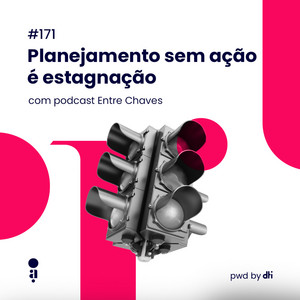 #171
Planejamento sem ação
é estagnação
com podcast Entre Chaves
pwd by dti